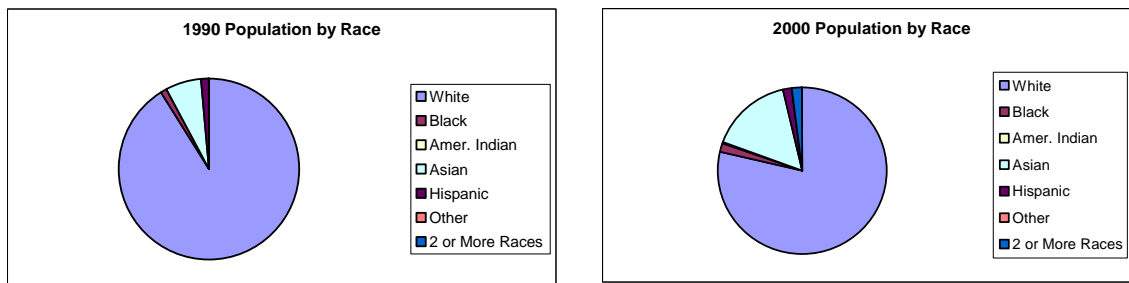 1990 Population by Race
White
Black
Amer. Indian
Asian
Hispanic
Other
2 or More Races
2000 Population by Race
White
Black
Amer. Indian
Asian
Hispanic
Other
2 or More Races